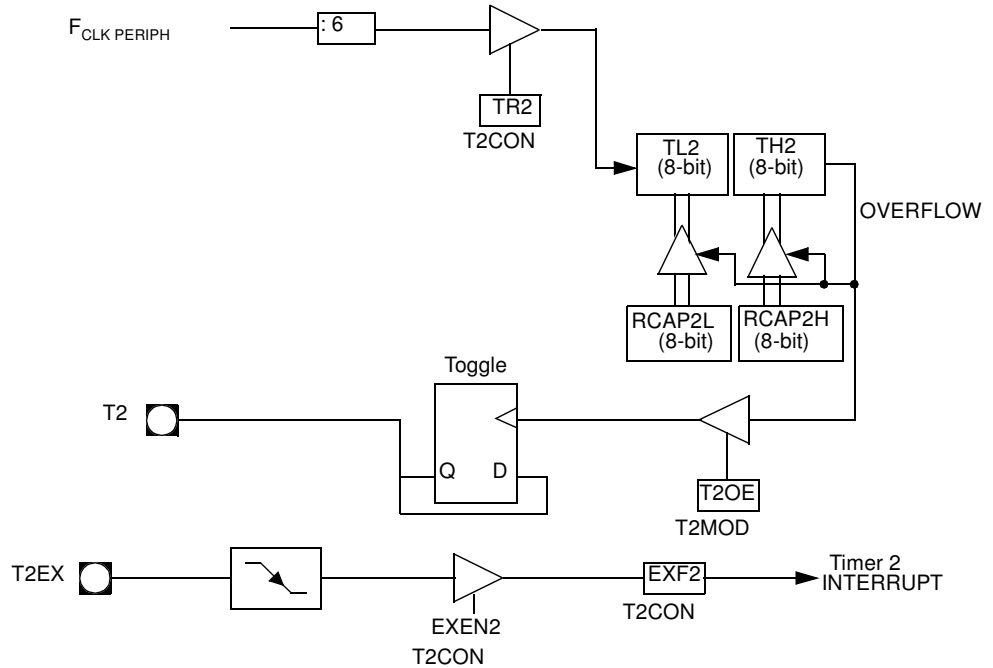 F CLK PERIPH
: 6
TR2
T2CON
TL2
(8-bit)
TH2
(8-bit)
OVERFLOW
RCAP2L
(8-bit)
RCAP2H
(8-bit)
Toggle
T2
Q D
T2OE
T2MOD
T2EX
EXEN2
T2CON
EXF2
T2CON
Timer 2
INTERRUPT